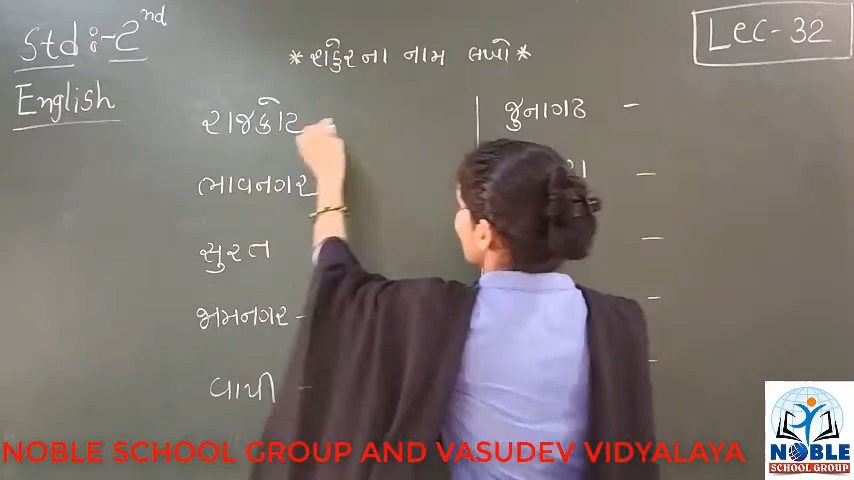 Std :- 2nd
English
* શહેરના નામ લખો *
Lec - 32
રાજકોટ
ભાવનગર
સુરત
જામનગર -
વાપી -
જુનાગઢ -
-
-
-
-
NOBLE SCHOOL GROUP AND VASUDEV VIDYALAYA
NOBLE
SCHOOL GROUP